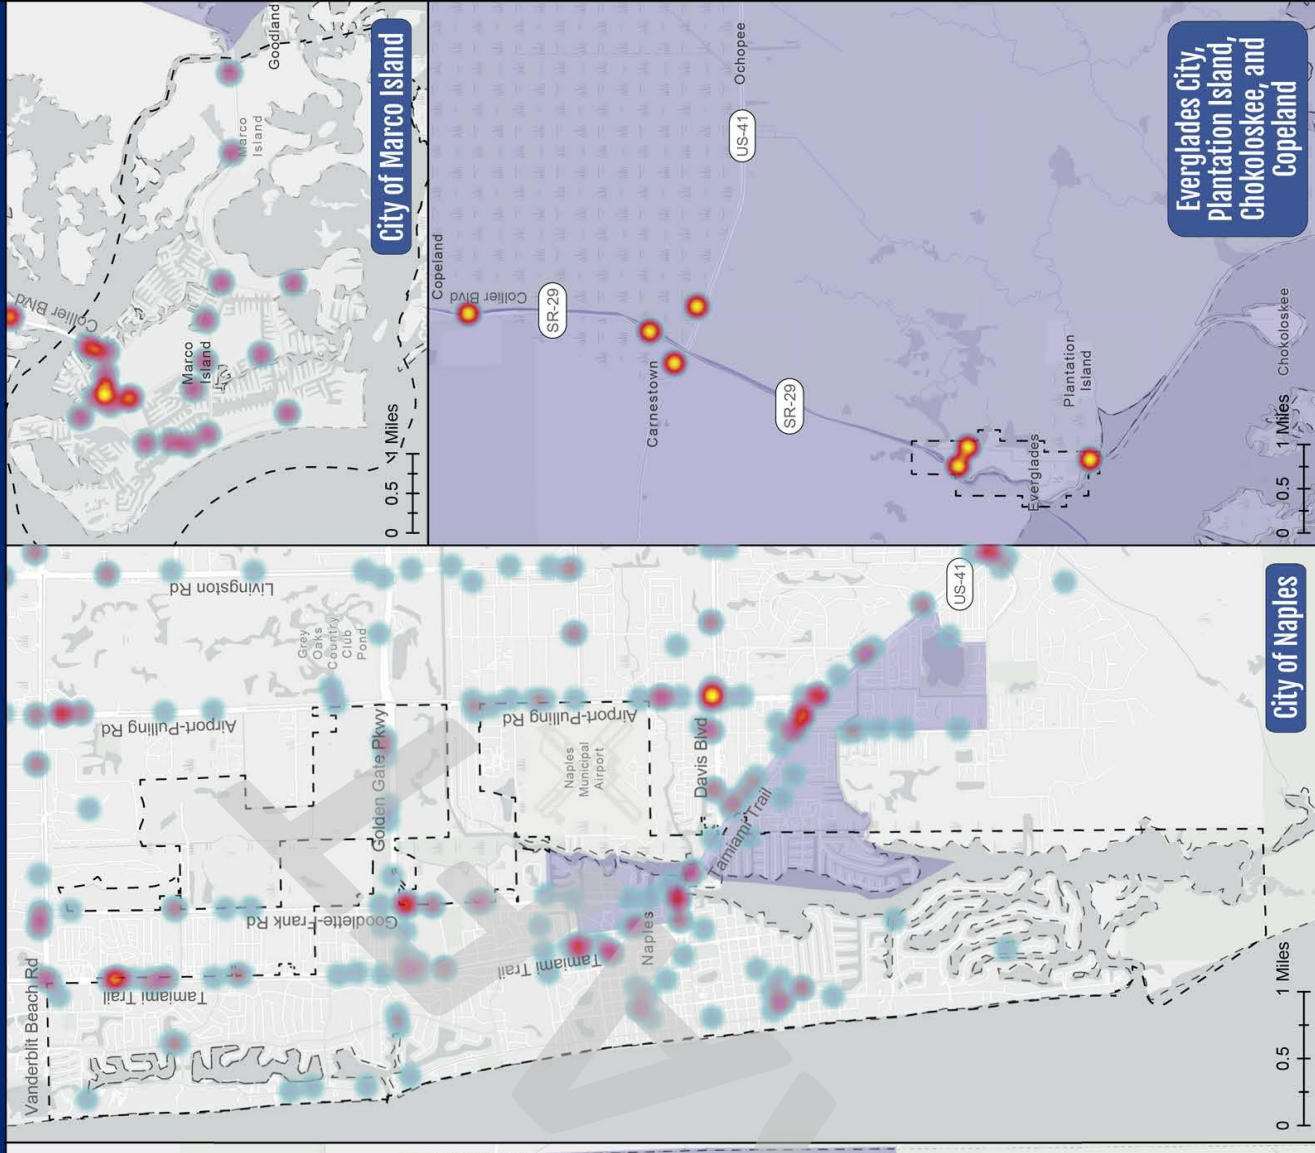 City of Marco Island
Goodland
Marco
Island
Collier Blvd
Marco
Island
0 0.5 1 Miles
Everglades City,
Plantation Island,
Chokoloskee, and
Copeland
Ochopee
US-41
Copeland
Collier Blvd
SR-29
Carnestown
SR-29
Plantation
Island
Everglades
Chokoloskee
0 0.5 1 Miles
City of Naples
Livingston Rd
Grey
Oaks
Country
Club
Pond
US-41
Airport-Pulling Rd
Airport-Pulling Rd
Golden Gate Pkwy
Naples
Municipal
Airport
Davis Blvd
Tamiami Trail
Goodlette-Frank Rd
Naples
Tamiami Trail
Tamiami Trail
Vanderblit Beach Rd
0 0.5 1 Miles